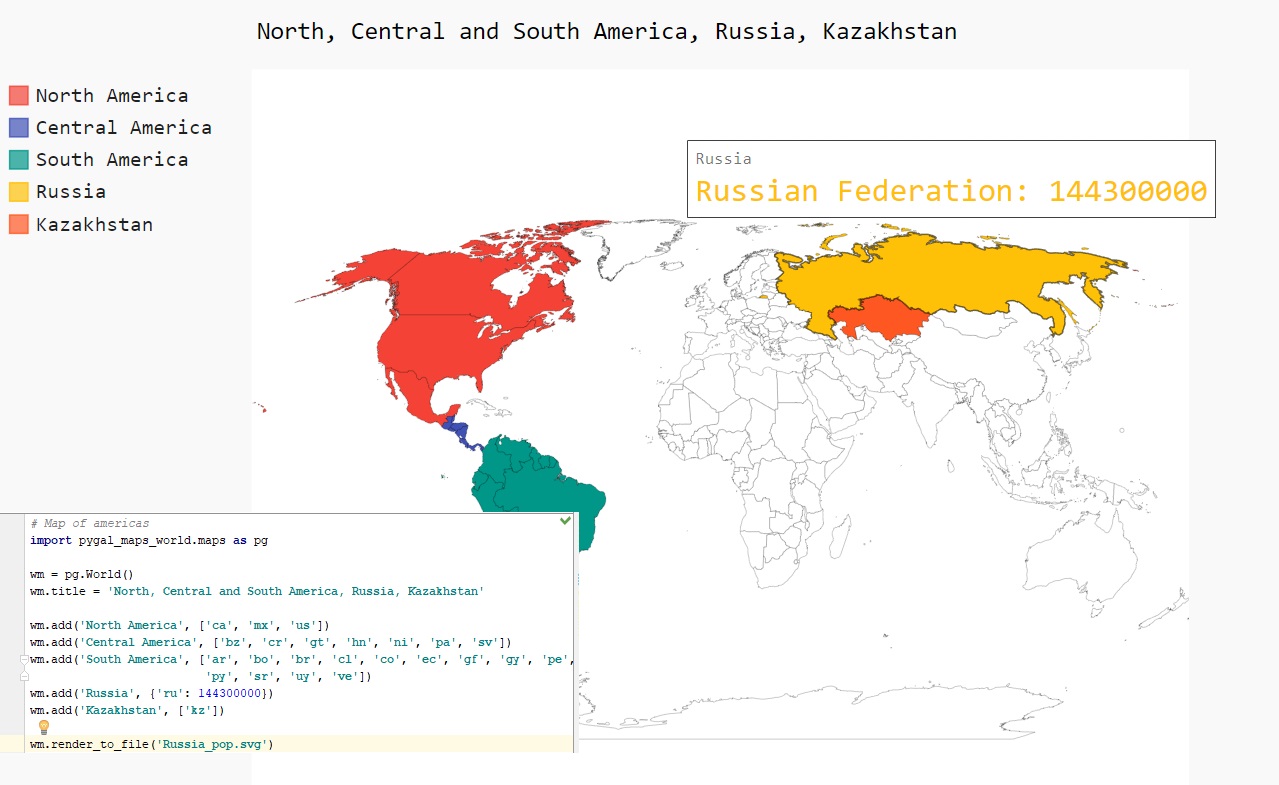 North, Central and South America, Russia, Kazakhstan
North America
Central America
South America
Russia
Kazakhstan
Russia
Russian Federation: 144300000
# Map of americas
import pygal_maps_world.maps as pg
wm = pg.World()
wm.title = 'North, Central and South America, Russia, Kazakhstan'
wm.add('North America', ['ca', 'mx', 'us'])
wm.add('Central America', ['bz', 'cr', 'gt', 'hn', 'ni', 'pa', 'sv'])
wm.add('South America', ['ar', 'bo', 'br', 'cl', 'co', 'ec', 'gf', 'gy', 'pe',
'py', 'sr', 'uy', 've'])
wm.add('Russia', {'ru': 144300000})
wm.add('Kazakhstan', ['kz'])
wm.render_to_file('Russia_pop.svg')